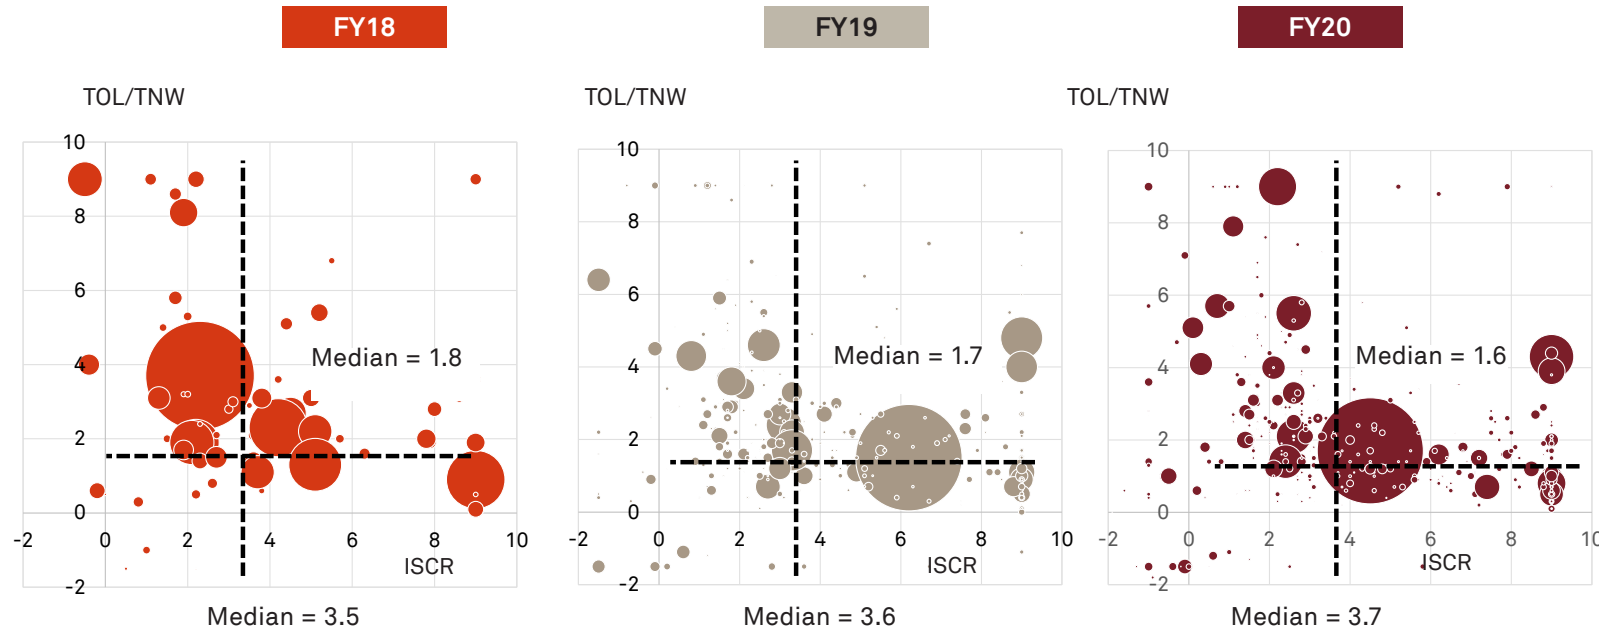 FY18
FY19
FY20
TOL/TNW
TOL/TNW
TOL/TNW
10
8
6
4
2
0
-2
-2
0
2
4
6
8
10
Median = 1.8
ISCR
Median = 3.5
10
8
6
4
2
0
-2
-2
0
2
4
6
8
10
Median = 1.7
ISCR
Median = 3.6
10
8
6
4
2
0
-2
-2
0
2
4
6
8
10
Median = 1.6
ISCR
Median = 3.7